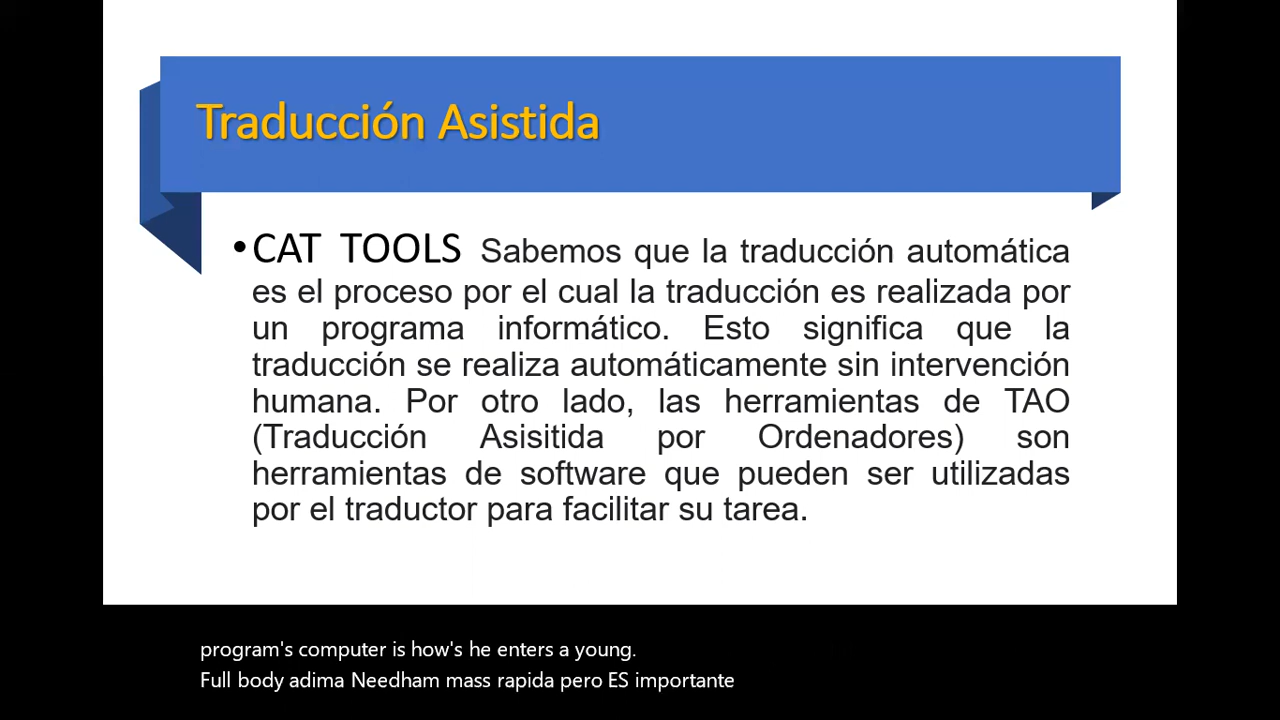 Traducción Asistida
•CAT TOOLS Sabemos que la traducción automática
es el proceso por el cual la traducción es realizada por
un programa informático. Esto significa que la
traducción se realiza automáticamente sin intervención
humana. Por otro lado, las herramientas de TAO
(Traducción Asisitida por Ordenadores) son
herramientas de software que pueden ser utilizadas
por el traductor para facilitar su tarea.
program's computer is how's he enters a young.
Full body adima Needham mass rapida pero ES importante